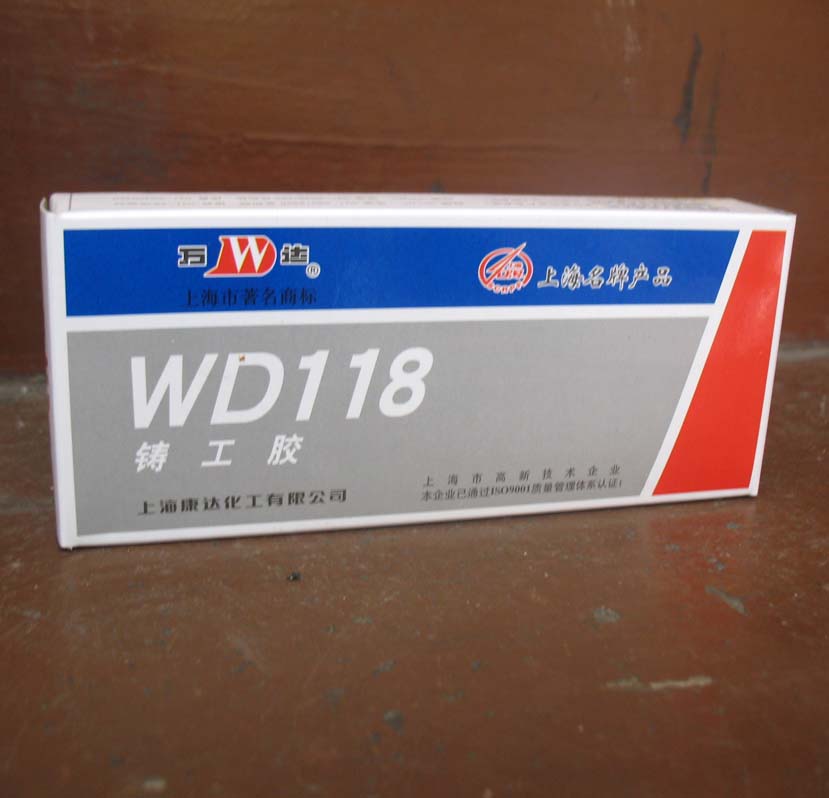 万W达®
上海市著名商标
上海名牌产品
WD118
铸工胶
上海康达化工有限公司
上海市高新技术企业
本企业已通过ISO9001质量管理体系认证!